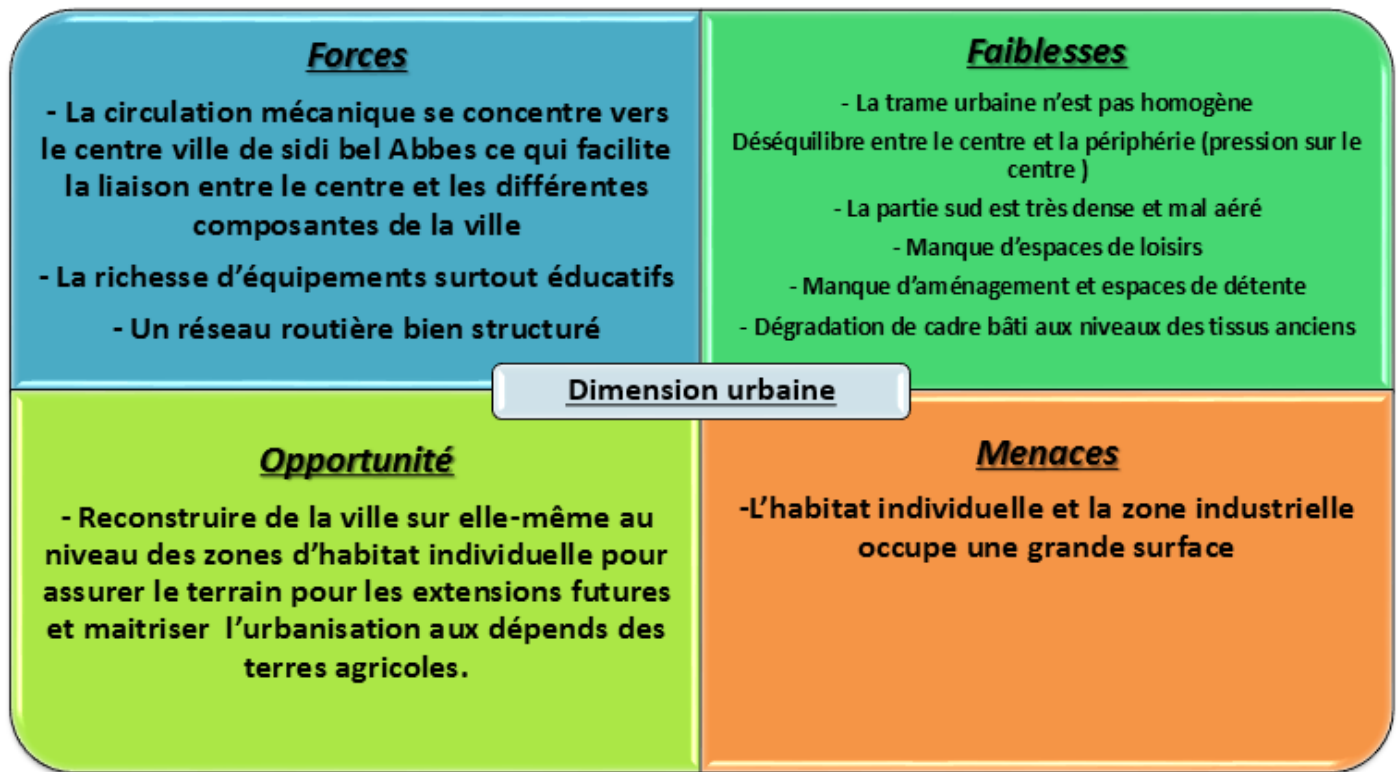 Forces
- La circulation mécanique se concentre vers
le centre ville de sidi bel Abbes ce qui facilite
la liaison entre le centre et les différentes
composantes de la ville
- La richesse d’équipements surtout éducatifs
- Un réseau routière bien structuré
Faiblesses
- La trame urbaine n’est pas homogène
Déséquilibre entre le centre et la périphérie (pression sur le
centre )
- La partie sud est très dense et mal aéré
- Manque d’espaces de loisirs
- Manque d’aménagement et espaces de détente
- Dégradation de cadre bâti aux niveaux des tissus anciens
Dimension urbaine
Opportunité
- Reconstruire de la ville sur elle-même au
niveau des zones d’habitat individuelle pour
assurer le terrain pour les extensions futures
et maitriser  l’urbanisation aux dépends des
terres agricoles.
Menaces
-L’habitat individuelle et la zone industrielle
occupe une grande surface